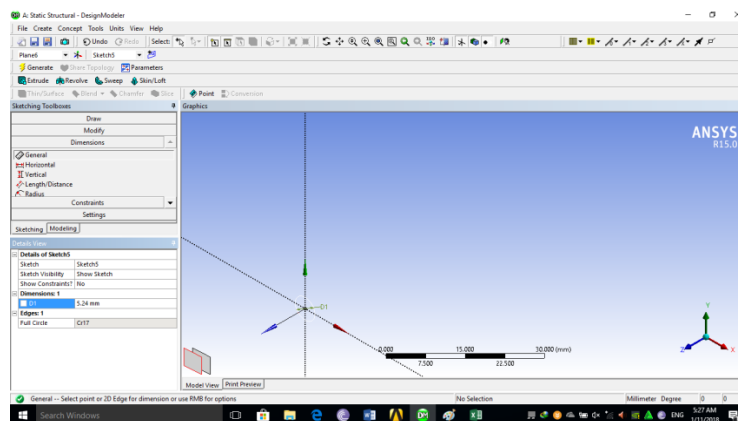 A: Static Structural - DesignModeler
File Create Concept Tools Units View Help
Undo Redo Select:
Plane6 Sketch5
Generate Share Topology Parameters
Extrude Revolve Sweep Skin/Loft
Thin/Surface Blend Chamfer Slice Point Conversion
Sketching Toolboxes
Draw
Modify
Dimensions
General
Horizontal
Vertical
Length/Distance
Radius
Constraints
Settings
Sketching Modeling
Details View
Details of Sketch5
Sketch Sketch5
Sketch Visibility Show Sketch
Show Constraints? No
Dimensions: 1
D1 5.24 mm
Edges: 1
Full Circle Cr17
Graphics
ANSYS
R15.0
D1
0.000 15.000 30.000 (mm)
7.500 22.500
Y
Z X
Model View Print Preview
General -- Select point or 2D Edge for dimension or use RMB for options No Selection Millimeter Degree 0 0
Search Windows ENG 5:27 AM
1/11/2018